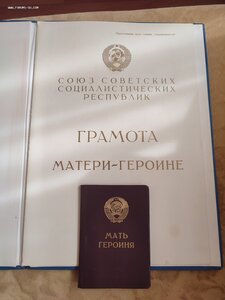 СОЮЗ СОВЕТСКИХ
СОЦИАЛИСТИЧЕСКИХ
РЕСПУБЛИК
ГРАМОТА
МАТЕРИ-ГЕРОИНЕ
МАТЬ
ГЕРОИНЯ